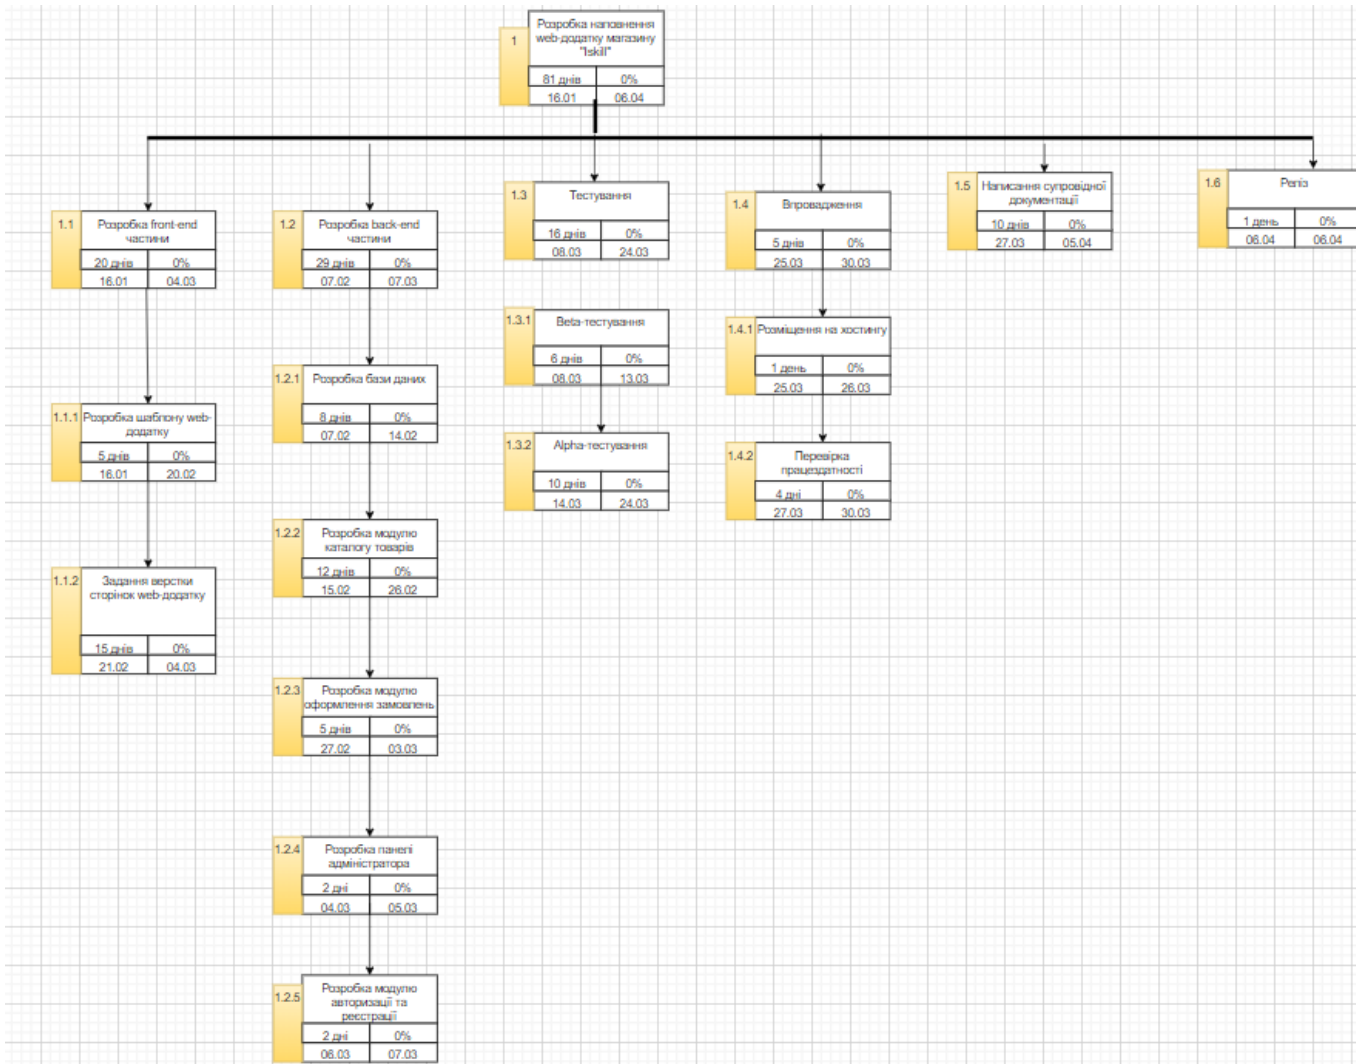 1
Розробка наповнення
web-додатку магазину
"Iskill"
81 днів 0%
16.01 06.04
1.1
Розробка front-end
частини
20 днів 0%
16.01 04.03
1.1.1
Розробка шаблону web-
додатку
5 днів 0%
16.01 20.02
1.1.2
Задання верстки
сторінок web-додатку
15 днів 0%
21.02 04.03
1.2
Розробка back-end
частини
29 днів 0%
07.02 07.03
1.2.1
Розробка бази даних
8 днів 0%
07.02 14.02
1.2.2
Розробка модулю
каталогу товарів
12 днів 0%
15.02 26.02
1.2.3
Розробка модулю
оформлення замовлень
5 днів 0%
27.02 03.03
1.2.4
Розробка панелі
адміністратора
2 дні 0%
04.03 05.03
1.2.5
Розробка модулю
авторизації та
реєстрації
2 дні 0%
06.03 07.03
1.3
Тестування
16 днів 0%
08.03 24.03
1.3.1
Beta-тестування
6 днів 0%
08.03 13.03
1.3.2
Alpha-тестування
10 днів 0%
14.03 24.03
1.4
Впровадження
5 днів 0%
25.03 30.03
1.4.1
Розміщення на хостингу
1 день 0%
25.03 26.03
1.4.2
Перевірка
працездатності
4 дні 0%
27.03 30.03
1.5
Написання супровідної
документації
10 днів 0%
27.03 05.04
1.6
Реліз
1 день 0%
06.04 06.04